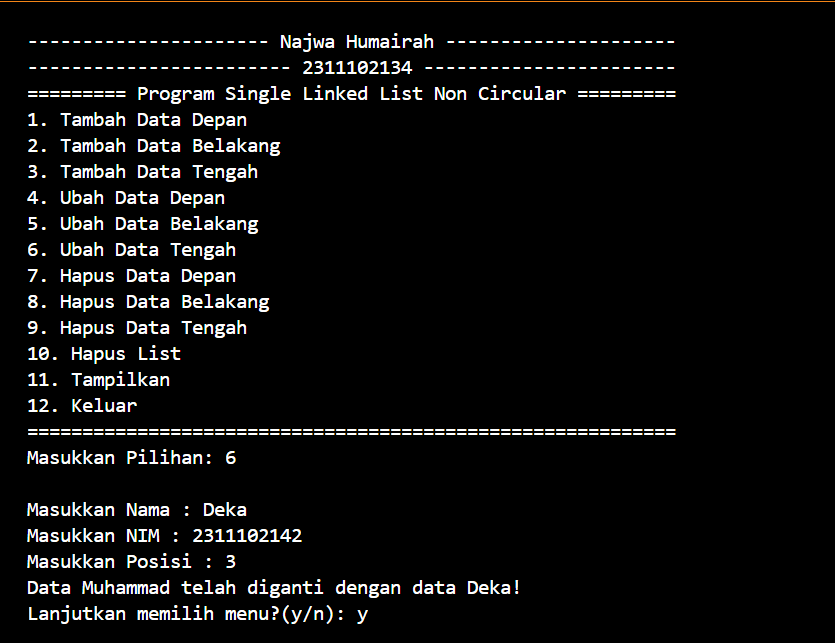 ---------------------- Najwa Humairah ---------------------
------------------------ 2311102134 -----------------------
========= Program Single Linked List Non Circular =========
1. Tambah Data Depan
2. Tambah Data Belakang
3. Tambah Data Tengah
4. Ubah Data Depan
5. Ubah Data Belakang
6. Ubah Data Tengah
7. Hapus Data Depan
8. Hapus Data Belakang
9. Hapus Data Tengah
10. Hapus List
11. Tampilkan
12. Keluar
===========================================================
Masukkan Pilihan: 6
Masukkan Nama : Deka
Masukkan NIM : 2311102142
Masukkan Posisi : 3
Data Muhammad telah diganti dengan data Deka!
Lanjutkan memilih menu?(y/n): y